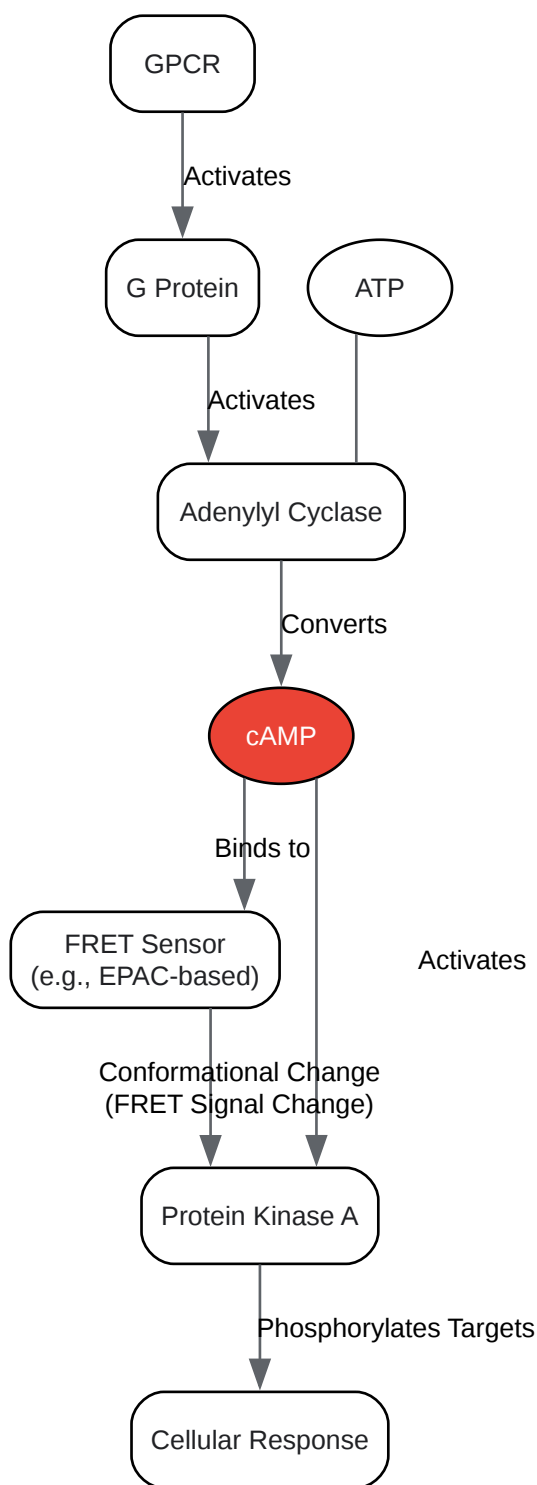 GPCR
Activates
G Protein
ATP
Activates
Adenylyl Cyclase
Converts
cAMP
Binds to
FRET Sensor
(e.g., EPAC-based)
Activates
Conformational Change
(FRET Signal Change)
Protein Kinase A
Phosphorylates Targets
Cellular Response